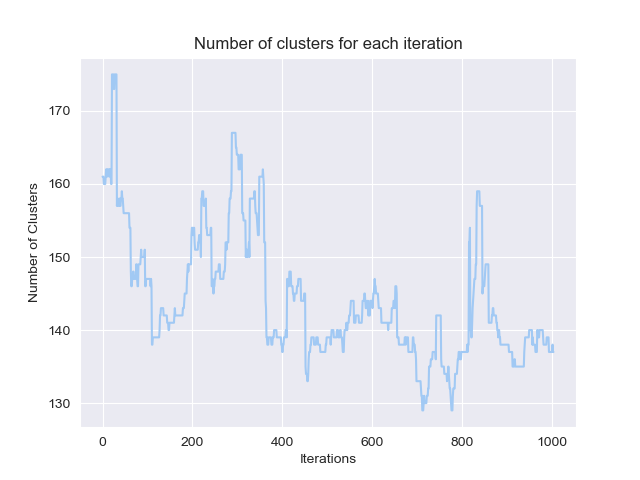 Number of clusters for each iteration
170
160
150
140
130
Number of Clusters
0 200 400 600 800 1000
Iterations